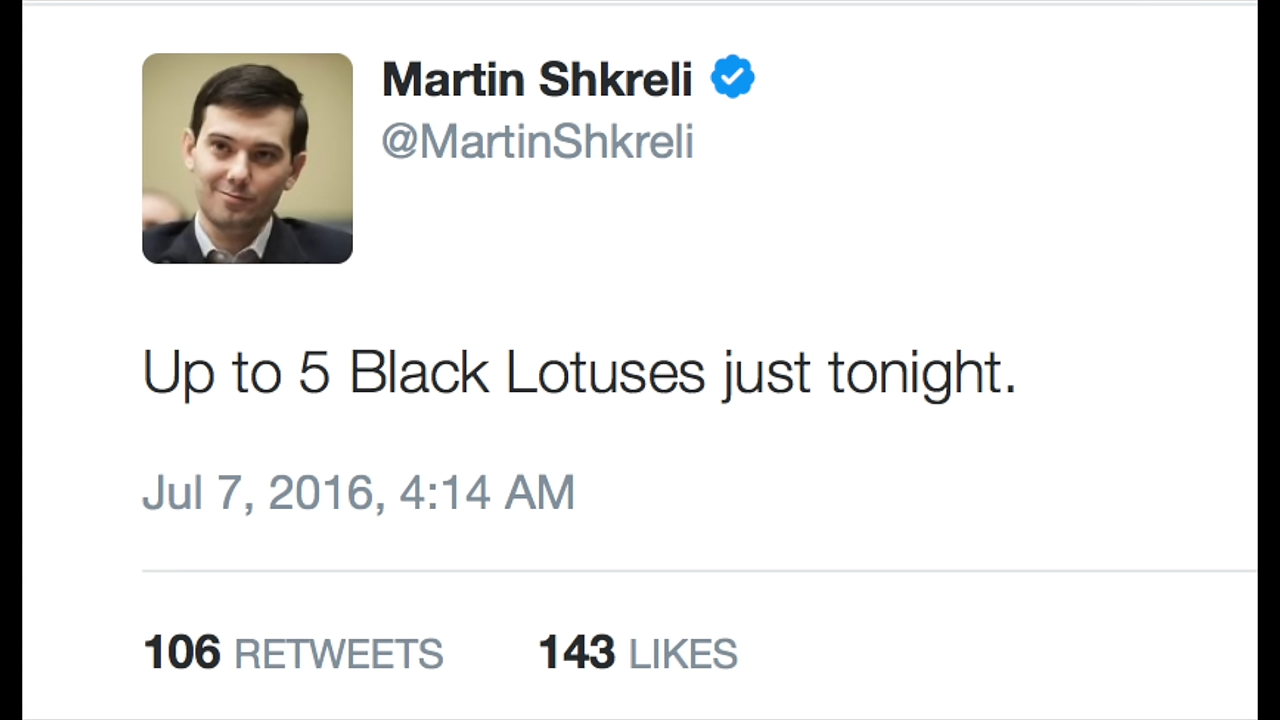 Martin Shkreli
@MartinShkreli
Up to 5 Black Lotuses just tonight.
Jul 7, 2016, 4:14 AM
106 RETWEETS 143 LIKES